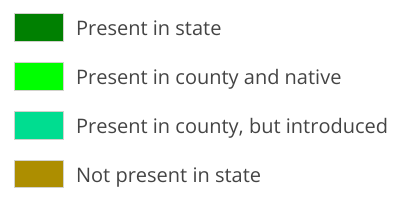 Present in state
Present in county and native
Present in county, but introduced
Not present in state